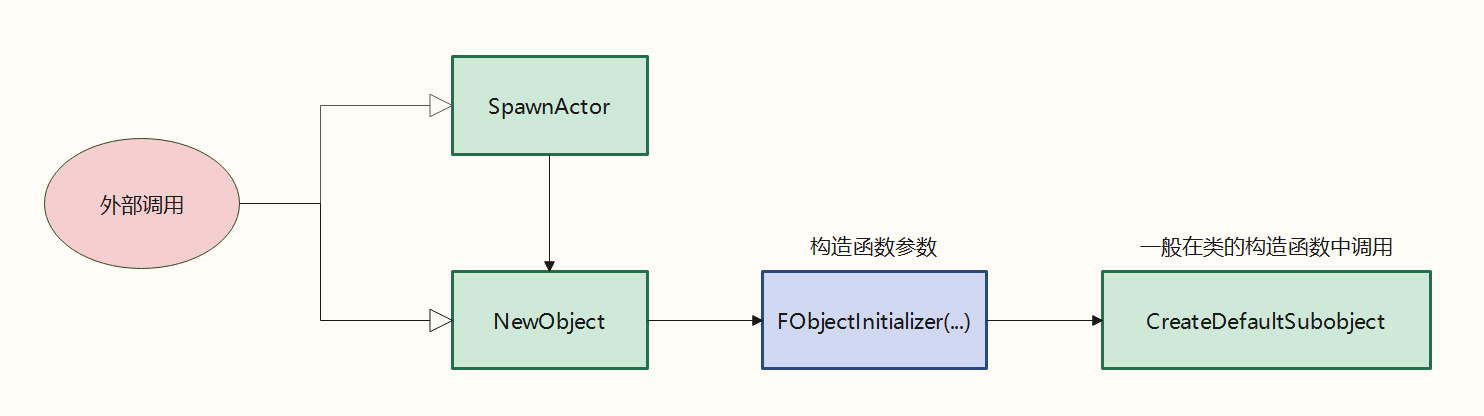 SpawnActor
外部调用
构造函数参数
一般在类的构造函数中调用
NewObject
FObjectInitializer(...)
CreateDefaultSubobject